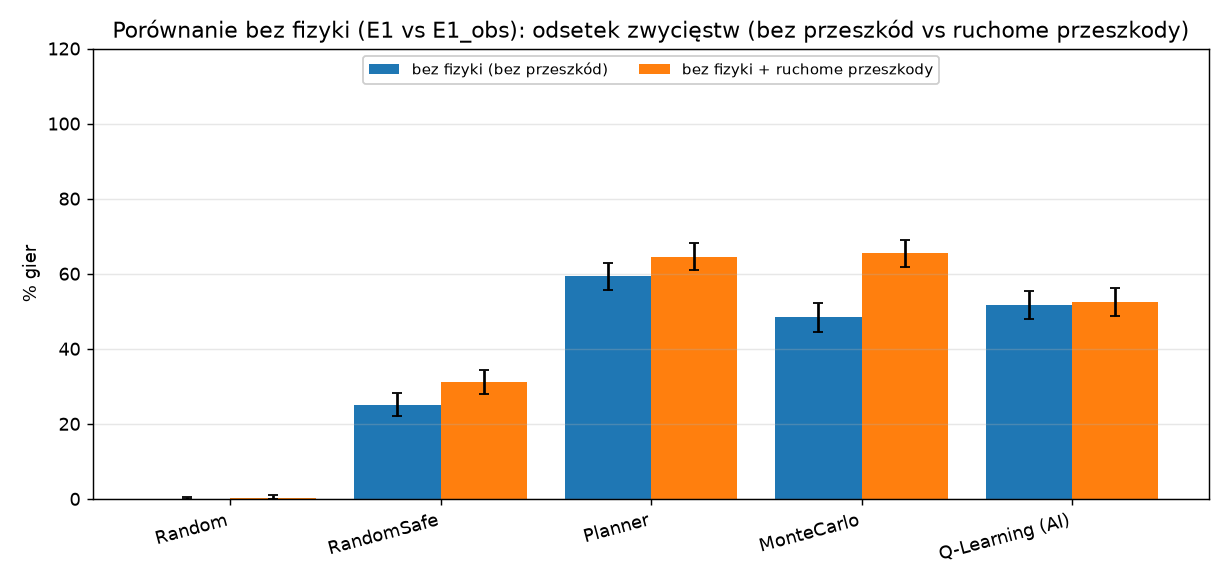 Porównanie bez fizyki (E1 vs E1_obs): odsetek zwycięstw (bez przeszkód vs ruchome przeszkody)
bez fizyki (bez przeszkód)
bez fizyki + ruchome przeszkody
120
100
80
60
40
20
0
% gier
Random
RandomSafe
Planner
MonteCarlo
Q-Learning (AI)